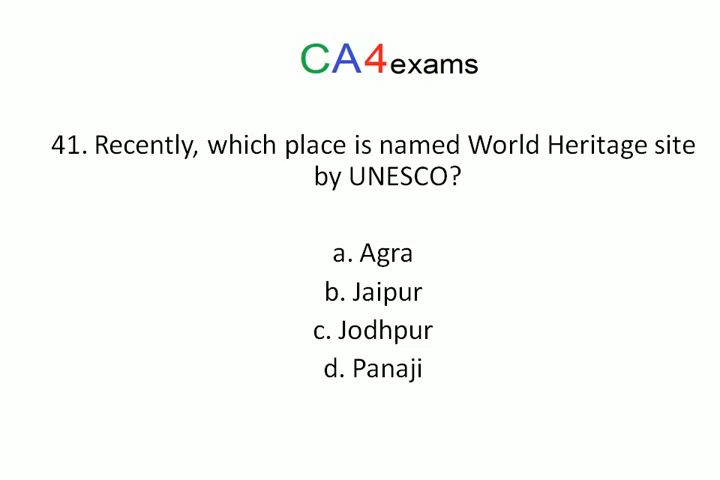 CA4exams
41. Recently, which place is named World Heritage site
by UNESCO?
a. Agra
b. Jaipur
c. Jodhpur
d. Panaji